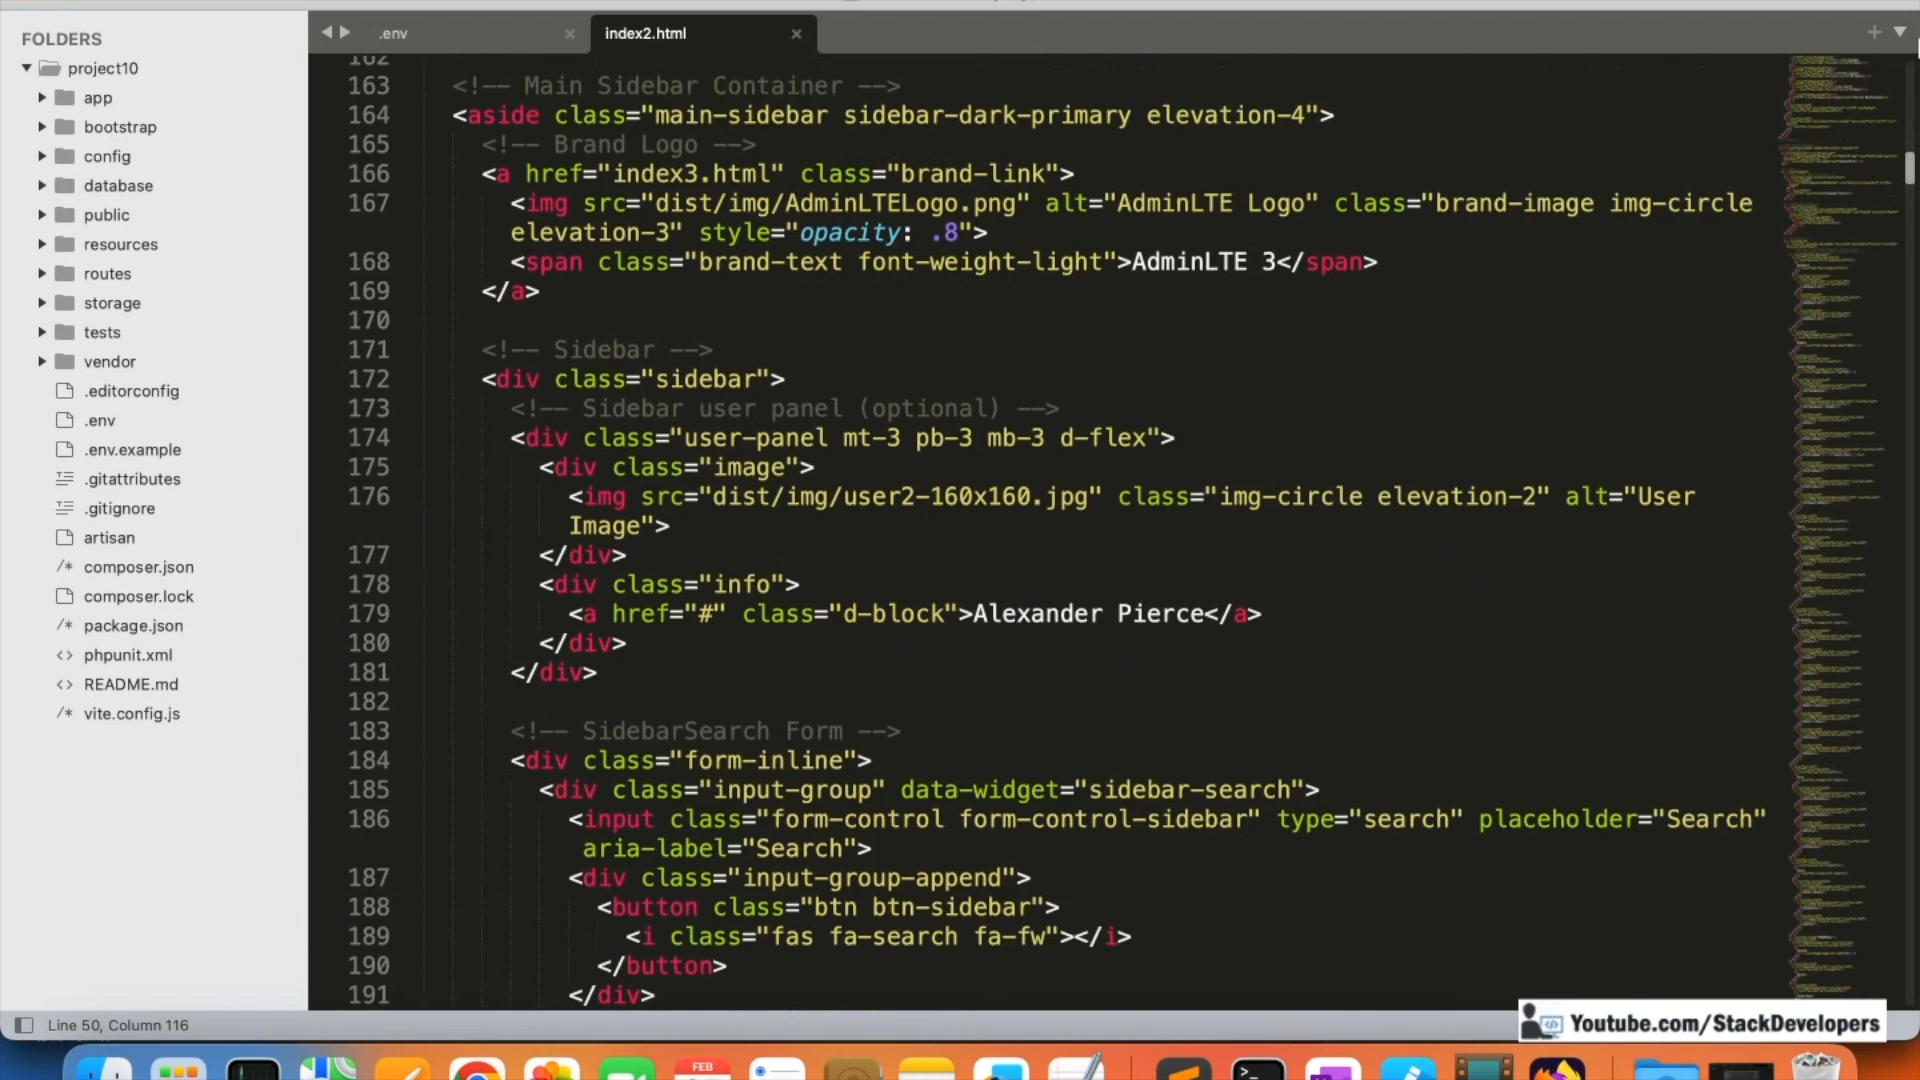 FOLDERS
project10
app
bootstrap
config
database
public
resources
routes
storage
tests
vendor
.editorconfig
.env
.env.example
.gitattributes
.gitignore
artisan
composer.json
composer.lock
package.json
phpunit.xml
README.md
vite.config.js
.env
index2.html
162
163 <!-- Main Sidebar Container -->
164 <aside class="main-sidebar sidebar-dark-primary elevation-4">
165 <!-- Brand Logo -->
166 <a href="index3.html" class="brand-link">
167 <img src="dist/img/AdminLTELogo.png" alt="AdminLTE Logo" class="brand-image img-circle
elevation-3" style="opacity: .8">
168 <span class="brand-text font-weight-light">AdminLTE 3</span>
169 </a>
170
171 <!-- Sidebar -->
172 <div class="sidebar">
173 <!-- Sidebar user panel (optional) -->
174 <div class="user-panel mt-3 pb-3 mb-3 d-flex">
175 <div class="image">
176 <img src="dist/img/user2-160x160.jpg" class="img-circle elevation-2" alt="User
Image">
177 </div>
178 <div class="info">
179 <a href="#" class="d-block">Alexander Pierce</a>
180 </div>
181 </div>
182
183 <!-- SidebarSearch Form -->
184 <div class="form-inline">
185 <div class="input-group" data-widget="sidebar-search">
186 <input class="form-control form-control-sidebar" type="search" placeholder="Search"
aria-label="Search">
187 <div class="input-group-append">
188 <button class="btn btn-sidebar">
189 <i class="fas fa-search fa-fw"></i>
190 </button>
191 </div>
Line 50, Column 116
Youtube.com/StackDevelopers
FEB